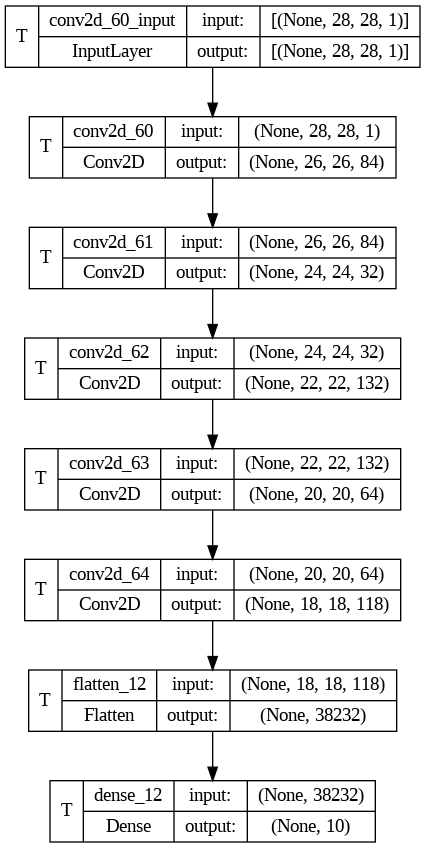 T conv2d_60_input input: [(None, 28, 28, 1)]
InputLayer output: [(None, 28, 28, 1)]
T conv2d_60 input: (None, 28, 28, 1)
Conv2D output: (None, 26, 26, 84)
T conv2d_61 input: (None, 26, 26, 84)
Conv2D output: (None, 24, 24, 32)
T conv2d_62 input: (None, 24, 24, 32)
Conv2D output: (None, 22, 22, 132)
T conv2d_63 input: (None, 22, 22, 132)
Conv2D output: (None, 20, 20, 64)
T conv2d_64 input: (None, 20, 20, 64)
Conv2D output: (None, 18, 18, 118)
T flatten_12 input: (None, 18, 18, 118)
Flatten output: (None, 38232)
T dense_12 input: (None, 38232)
Dense output: (None, 10)